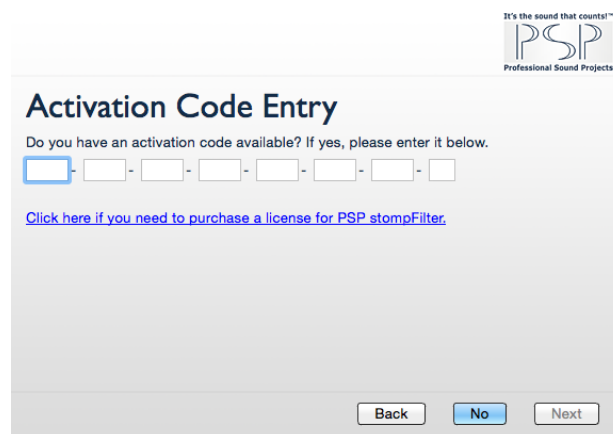 It's the sound that counts!™
PSP
Professional Sound Projects
Activation Code Entry
Do you have an activation code available? If yes, please enter it below.
- - - - - - -
Click here if you need to purchase a license for PSP stompFilter.
Back No Next